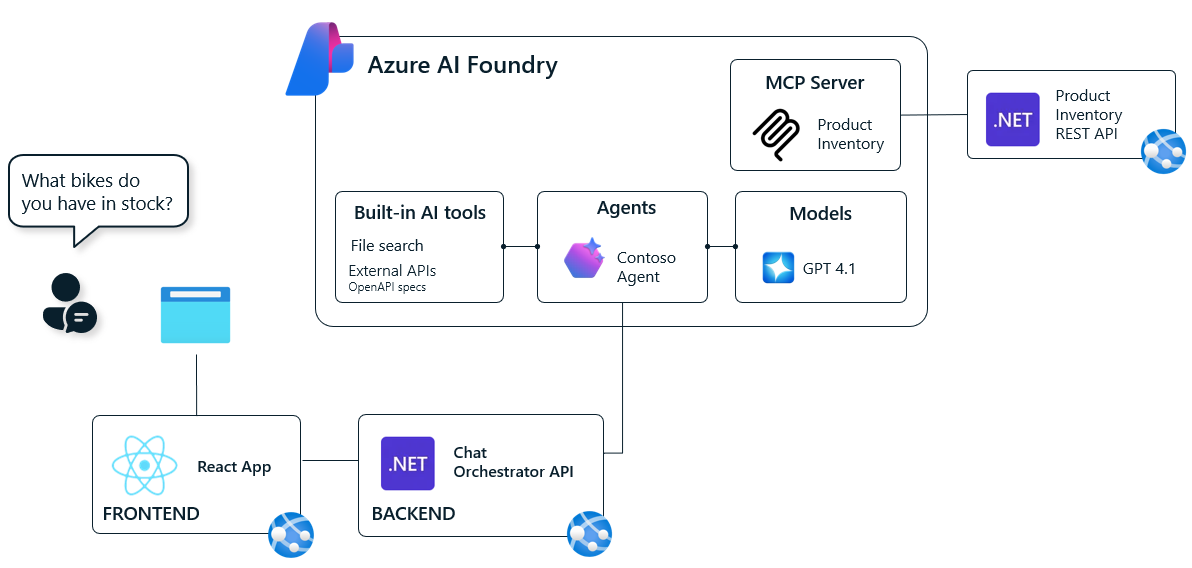 Azure AI Foundry
MCP Server
Product
Inventory
.NET
Product
Inventory
REST API
What bikes do
you have in stock?
Built-in AI tools
File search
External APIs
OpenAPI specs
Agents
Contoso
Agent
Models
GPT 4.1
React App
FRONTEND
.NET
Chat
Orchestrator API
BACKEND